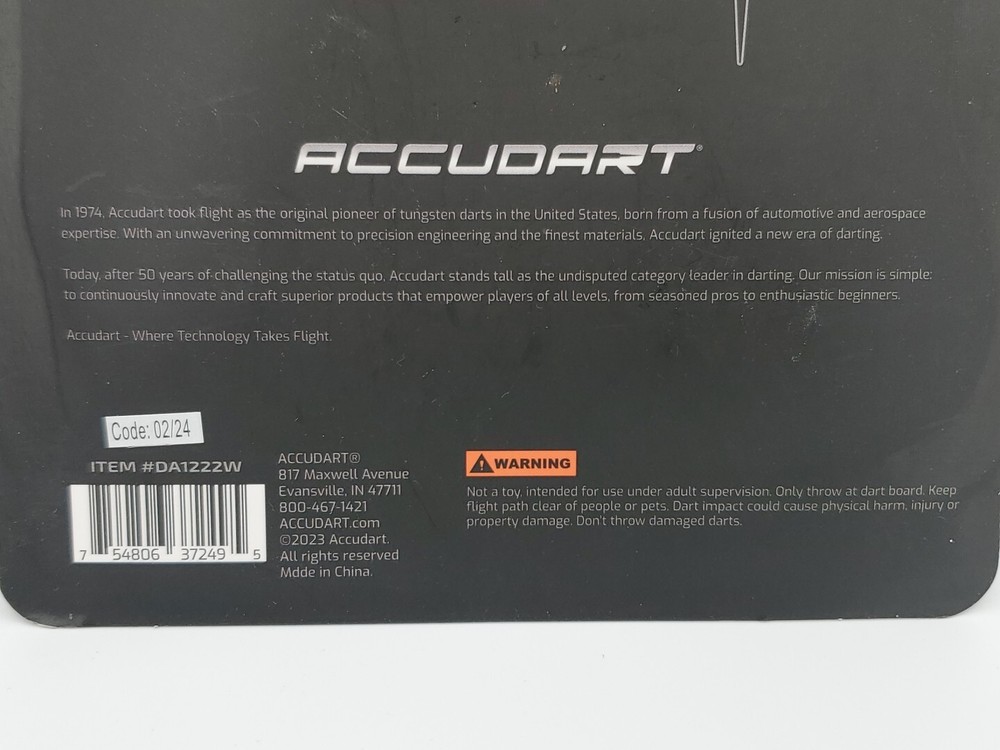 ACCUDART®
In 1974, Accudart took flight as the original pioneer of tungsten darts in the United States, born from a fusion of automotive and aerospace
expertise. With an unwavering commitment to precision engineering and the finest materials, Accudart ignited a new era of darting.
Today, after 50 years of challenging the status quo, Accudart stands tall as the undisputed category leader in darting. Our mission is simple:
to continuously innovate and craft superior products that empower players of all levels, from seasoned pros to enthusiastic beginners.
Accudart - Where Technology Takes Flight.
Code: 02/24
ITEM #DA1222W
7 54806 37249 5
ACCUDART®
817 Maxwell Avenue
Evansville, IN 47711
800-467-1421
ACCUDART.com
©2023 Accudart.
All rights reserved
Mdde in China.
WARNING
Not a toy, intended for use under adult supervision. Only throw at dart board. Keep
flight path clear of people or pets. Dart impact could cause physical harm, injury or
property damage. Don't throw damaged darts.